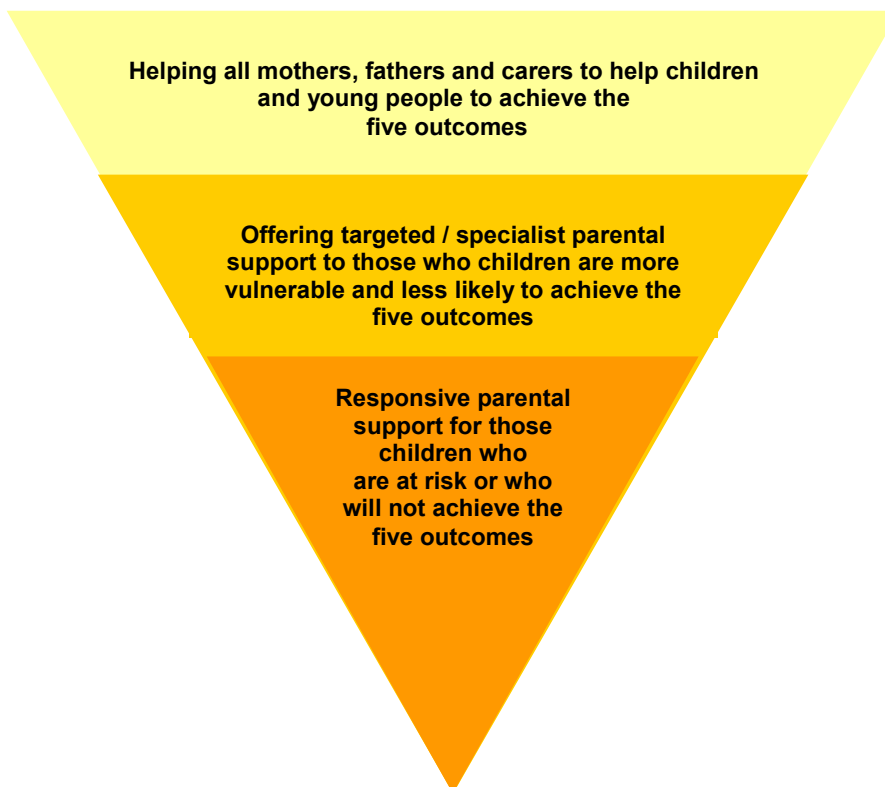 Helping all mothers, fathers and carers to help children
and young people to achieve the
five outcomes
Offering targeted / specialist parental
support to those who children are more
vulnerable and less likely to achieve the
five outcomes
Responsive parental
support for those
children who
are at risk or who
will not achieve the
five outcomes